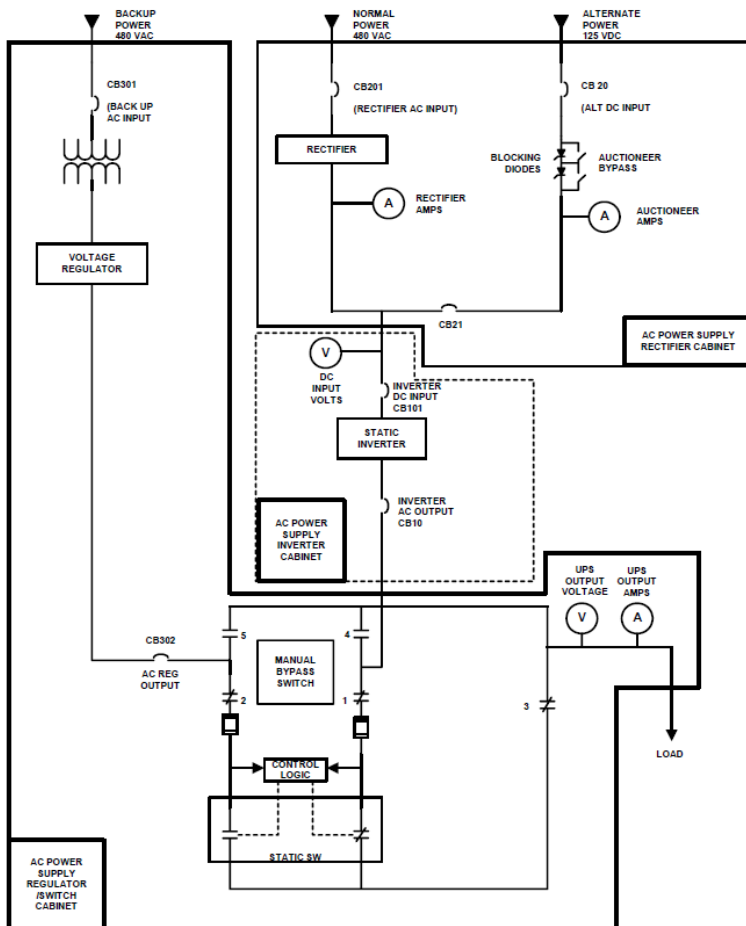 BACKUP
POWER
480 VAC
NORMAL
POWER
480 VAC
ALTERNATE
POWER
125 VDC
CB301
(BACK UP
AC INPUT
CB201
(RECTIFIER AC INPUT)
CB 20
(ALT DC INPUT
RECTIFIER
BLOCKING
DIODES
AUCTIONEER
BYPASS
A
RECTIFIER
AMPS
A
AUCTIONEER
AMPS
VOLTAGE
REGULATOR
CB21
AC POWER SUPPLY
RECTIFIER CABINET
V
DC
INPUT
VOLTS
INVERTER
DC INPUT
CB101
STATIC
INVERTER
INVERTER
AC OUTPUT
CB10
AC POWER
SUPPLY
INVERTER
CABINET
UPS
OUTPUT
VOLTAGE
UPS
OUTPUT
AMPS
V
A
CB302
AC REG
OUTPUT
5
4
MANUAL
BYPASS
SWITCH
2
1
3
LOAD
CONTROL
LOGIC
STATIC SW
AC POWER
SUPPLY
REGULATOR
/SWITCH
CABINET